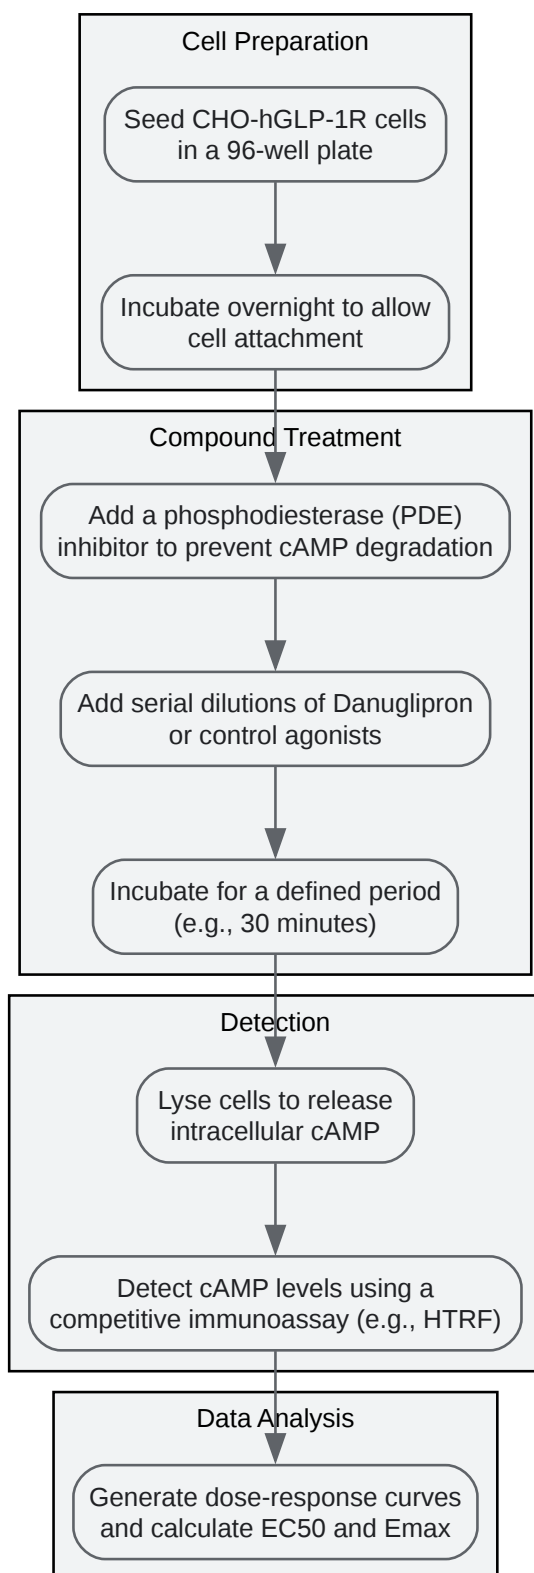 Cell Preparation
Seed CHO-hGLP-1R cells
in a 96-well plate
Incubate overnight to allow
cell attachment
Compound Treatment
Add a phosphodiesterase (PDE)
inhibitor to prevent cAMP degradation
Add serial dilutions of Danuglipron
or control agonists
Incubate for a defined period
(e.g., 30 minutes)
Detection
Lyse cells to release
intracellular cAMP
Detect cAMP levels using a
competitive immunoassay (e.g., HTRF)
Data Analysis
Generate dose-response curves
and calculate EC50 and Emax